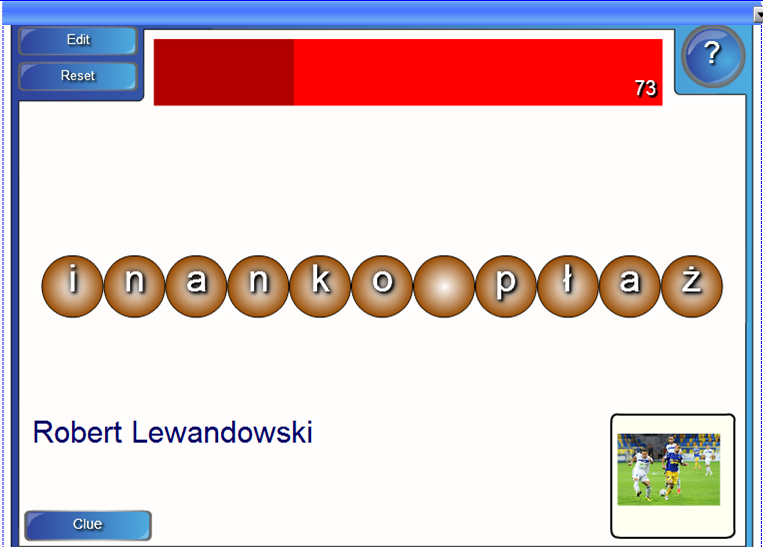 Edit
Reset
?
73
i n a n k o p ł a ż
Robert Lewandowski
Clue